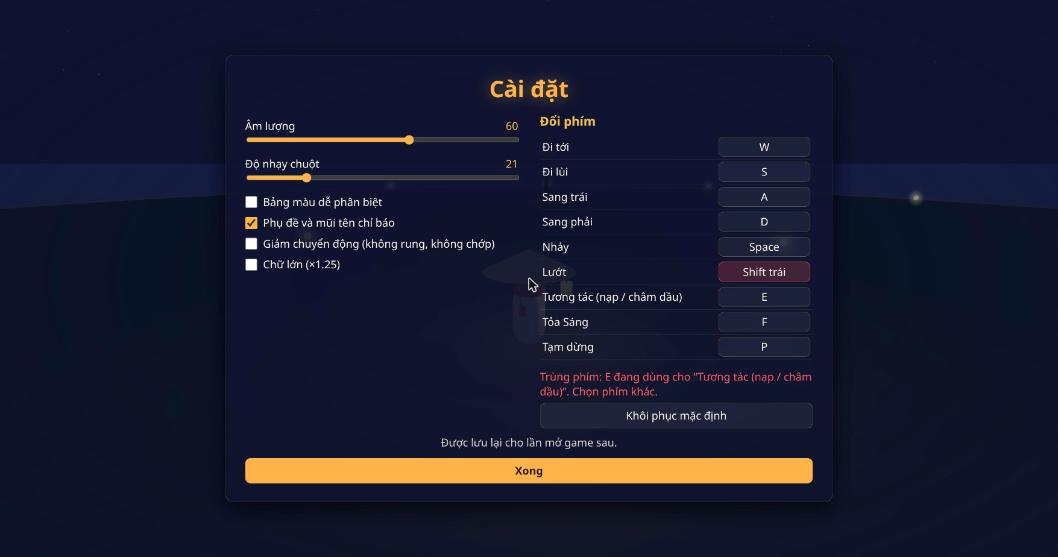 Cài đặt
Âm lượng
60
Độ nhạy chuột
21
Bảng màu dễ phân biệt
Phụ đề và mũi tên chỉ báo
Giảm chuyển động (không rung, không chớp)
Chữ lớn (×1.25)
Đổi phím
Đi tới
W
Đi lùi
S
Sang trái
A
Sang phải
D
Nhảy
Space
Lướt
Shift trái
Tương tác (nạp / châm dầu)
E
Tỏa Sáng
F
Tạm dừng
P
Trùng phím: E đang dùng cho “Tương tác (nạp / châm
dầu)”. Chọn phím khác.
Khôi phục mặc định
Được lưu lại cho lần mở game sau.
Xong